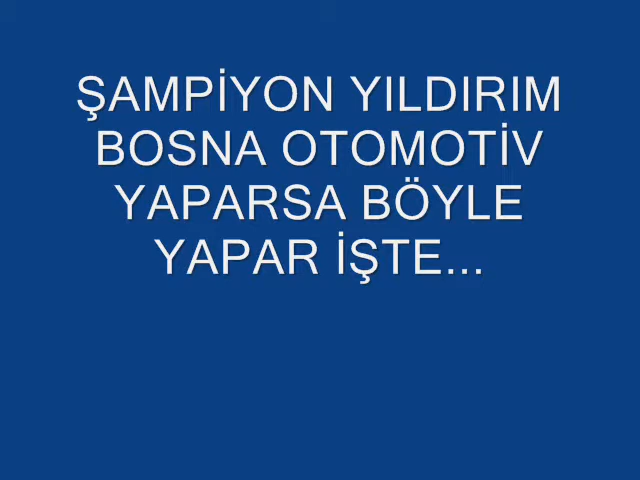 ŞAMPİYON YILDIRIM
BOSNA OTOMOTİV
YAPARSA BÖYLE
YAPAR İŞTE...